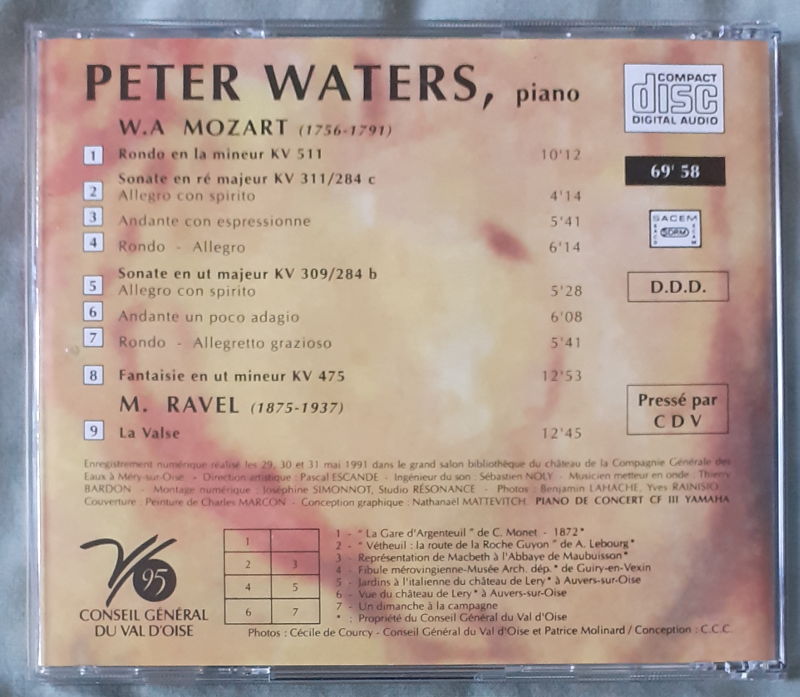 PETER WATERS, piano
COMPACT
disc
DIGITAL AUDIO
W.A MOZART (1756-1791)
1 Rondo en la mineur KV 511 10'12
Sonate en ré majeur KV 311/284 c
2 Allegro con spirito 4'14
3 Andante con espressionne 5'41
4 Rondo - Allegro 6'14
Sonate en ut majeur KV 309/284 b
5 Allegro con spirito 5'28
6 Andante un poco adagio 6'08
7 Rondo - Allegretto grazioso 5'41
8 Fantaisie en ut mineur KV 475 12'53
M. RAVEL (1875-1937)
9 La Valse 12'45
69' 58
SACEM
SDRM
D.D.D.
Pressé par
C D V
Enregistrement numérique réalisé les 29, 30 et 31 mai 1991 dans le grand salon bibliothèque du château de la Compagnie Générale des
Eaux à Méry-sur-Oise - Direction artistique : Pascal ESCANDE - Ingénieur du son : Sébastien NOLY - Musicien metteur en onde : Thierry
BARDON - Montage numérique : Joséphine SIMONNOT, Studio RÉSONANCE - Photos : Benjamin LAHACHE, Yves RAINISIO
Couverture : Peinture de Charles MARCON - Conception graphique : Nathanaël MATTEVITCH. PIANO DE CONCERT CF III YAMAHA
95
CONSEIL GÉNÉRAL
DU VAL D'OISE
1
2 3
4 5
6 7
1 - "La Gare d'Argenteuil" de C. Monet - 1872*
2 - "Vétheuil : la route de la Roche Guyon" de A. Lebourg*
3 - Représentation de Macbeth à l'Abbaye de Maubuisson*
4 - Fibule mérovingienne-Musée Arch. dép.* de Guiry-en-Vexin
5 - Jardins à l'italienne du château de Lery* à Auvers-sur-Oise
6 - Vue du château de Lery* à Auvers-sur-Oise
7 - Un dimanche à la campagne
* : Propriété du Conseil Général du Val d'Oise
Photos : Cécile de Courcy - Conseil Général du Val d'Oise et Patrice Molinard / Conception : C.C.C.